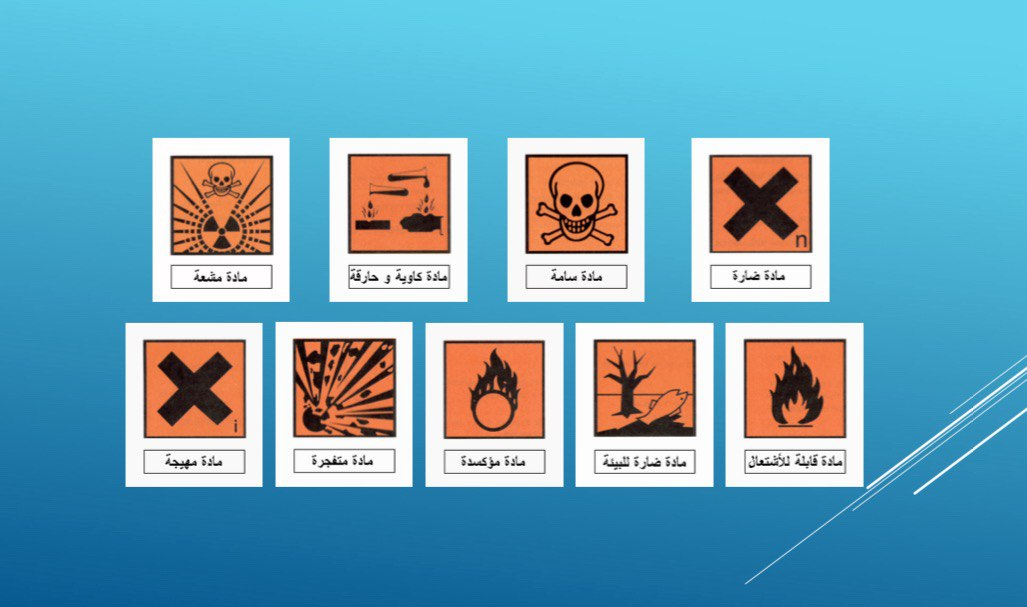 n
مادة ضارة
مادة سامة
مادة كاوية و حارقة
مادة مشعة
مادة قابلة للأشتعال
مادة ضارة للبيئة
مادة مؤكسدة
مادة متفجرة
i
مادة مهيجة